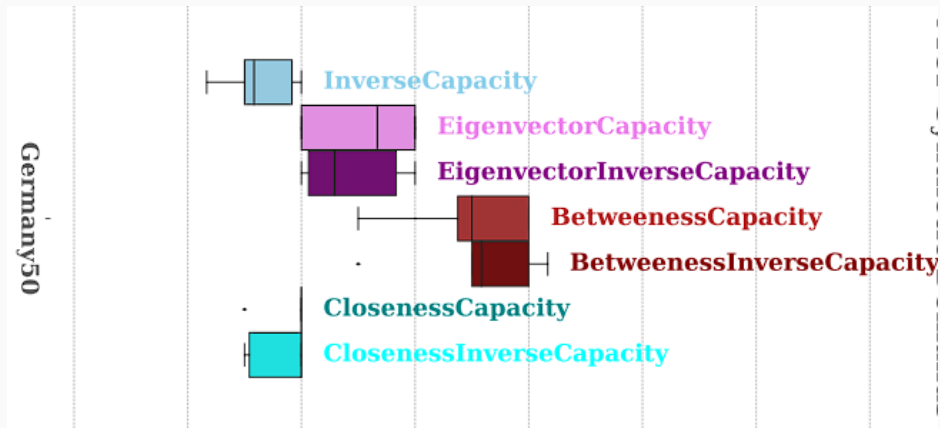 Germany50
InverseCapacity
EigenvectorCapacity
EigenvectorInverseCapacity
BetweenessCapacity
BetweenessInverseCapacity
ClosenessCapacity
ClosenessInverseCapacity